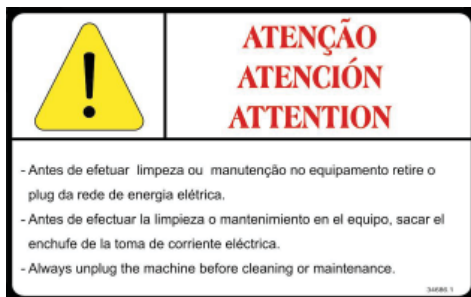 ATENÇÃO
ATENCIÓN
ATTENTION
- Antes de efetuar limpeza ou manutenção no equipamento retire o
plug da rede de energia elétrica.
- Antes de efectuar la limpieza o mantenimiento en el equipo, sacar el
enchufe de la toma de corriente eléctrica.
- Always unplug the machine before cleaning or maintenance.
34686.1